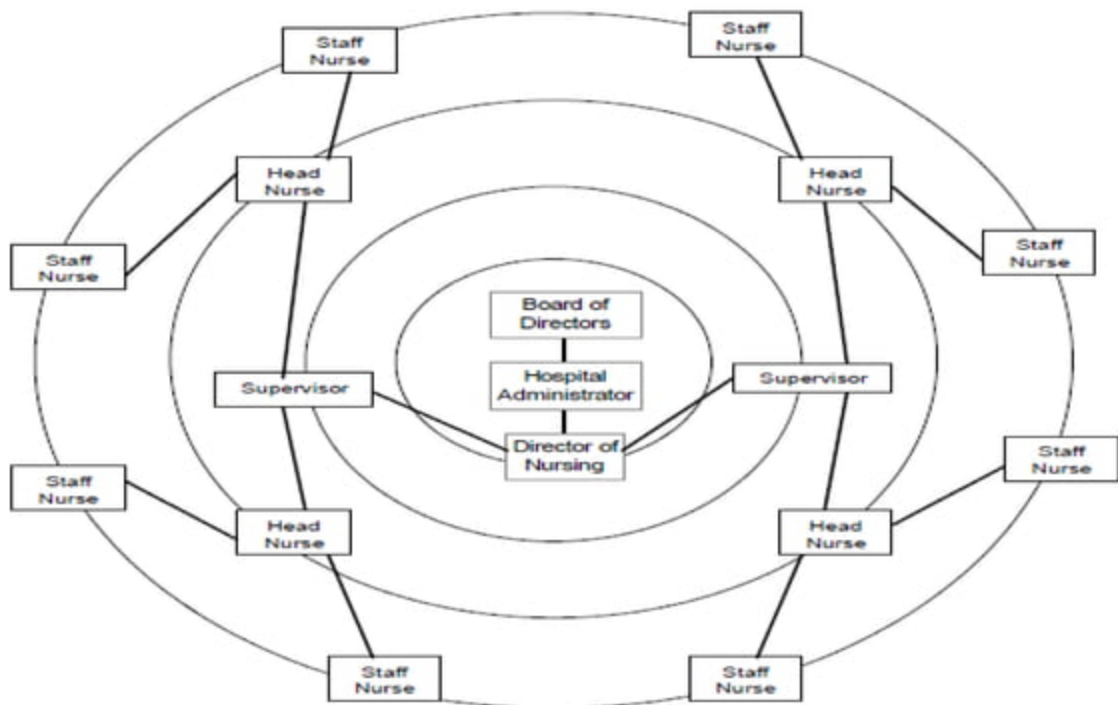 Staff
Nurse
Staff
Nurse
Head
Nurse
Head
Nurse
Staff
Nurse
Staff
Nurse
Board of
Directors
Hospital
Administrator
Supervisor
Supervisor
Director of
Nursing
Staff
Nurse
Staff
Nurse
Head
Nurse
Head
Nurse
Staff
Nurse
Staff
Nurse